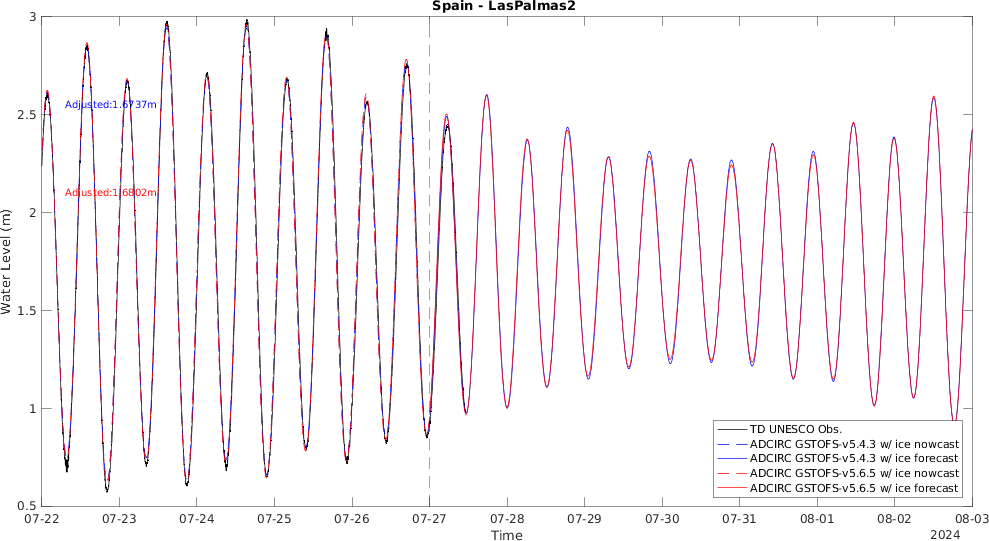 Spain - LasPalmas2
3
2.5
2
1.5
1
0.5
Water Level (m)
Adjusted:1.6737m
Adjusted:1.6802mi
TD UNESCO Obs.
ADCIRC GSTOFS-v5.4.3 w/ ice nowcast
ADCIRC GSTOFS-v5.4.3 w/ ice forecast
ADCIRC GSTOFS-v5.6.5 w/ ice nowcast
ADCIRC GSTOFS-v5.6.5 w/ ice forecast
07-22 07-23 07-24 07-25 07-26 07-27 07-28 07-29 07-30 07-31 08-01 08-02 08-03
Time
2024